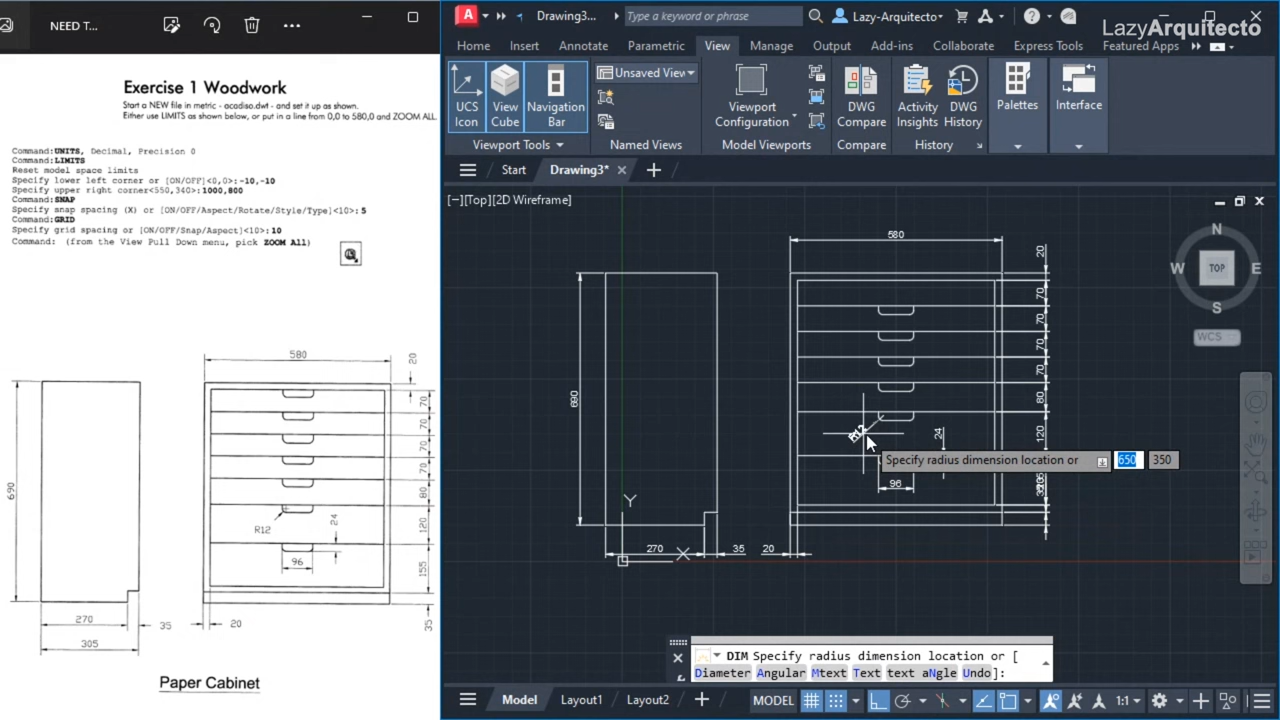 NEED T...
Exercise 1 Woodwork
Start a NEW file in metric - acadiso.dwt - and set it up as shown.
Either use LIMITS as shown below, or put in a line from 0,0 to 580,0 and ZOOM ALL.
Command:UNITS, Decimal, Precision 0
Command:LIMITS
Reset model space limits
Specify lower left corner or [ON/OFF]<0,0>:-10,-10
Specify upper right corner<550,340>:1000,800
Command:SNAP
Specify snap spacing (X) or [ON/OFF/Aspect/Rotate/Style/Type]<10>:5
Command:GRID
Specify grid spacing or [ON/OFF/Snap/Aspect]<10>:10
Command: (from the View Pull Down menu, pick ZOOM All)
580
20
70
70
70
70
80
120
155
35
690
R12
24
96
270
35
20
305
Paper Cabinet
A
Drawing3...
Type a keyword or phrase
Lazy-Arquitecto
LazyArquitecto
Home
Insert
Annotate
Parametric
View
Manage
Output
Add-ins
Collaborate
Express Tools
Featured Apps
UCS
Icon
View
Cube
Navigation
Bar
Unsaved View
Viewport
Configuration
DWG
Compare
Activity
Insights
DWG
History
Palettes
Interface
Viewport Tools
Named Views
Model Viewports
Compare
History
Start
Drawing3*
[−][Top][2D Wireframe]
N
W
TOP
E
S
WCS
580
20
70
70
70
70
80
120
690
R12
24
96
270
35
20
Y
X
Specify radius dimension location or
650
350
DIM Specify radius dimension location or [
Diameter Angular Mtext Text text aNgle Undo]:
Model
Layout1
Layout2
MODEL
1:1